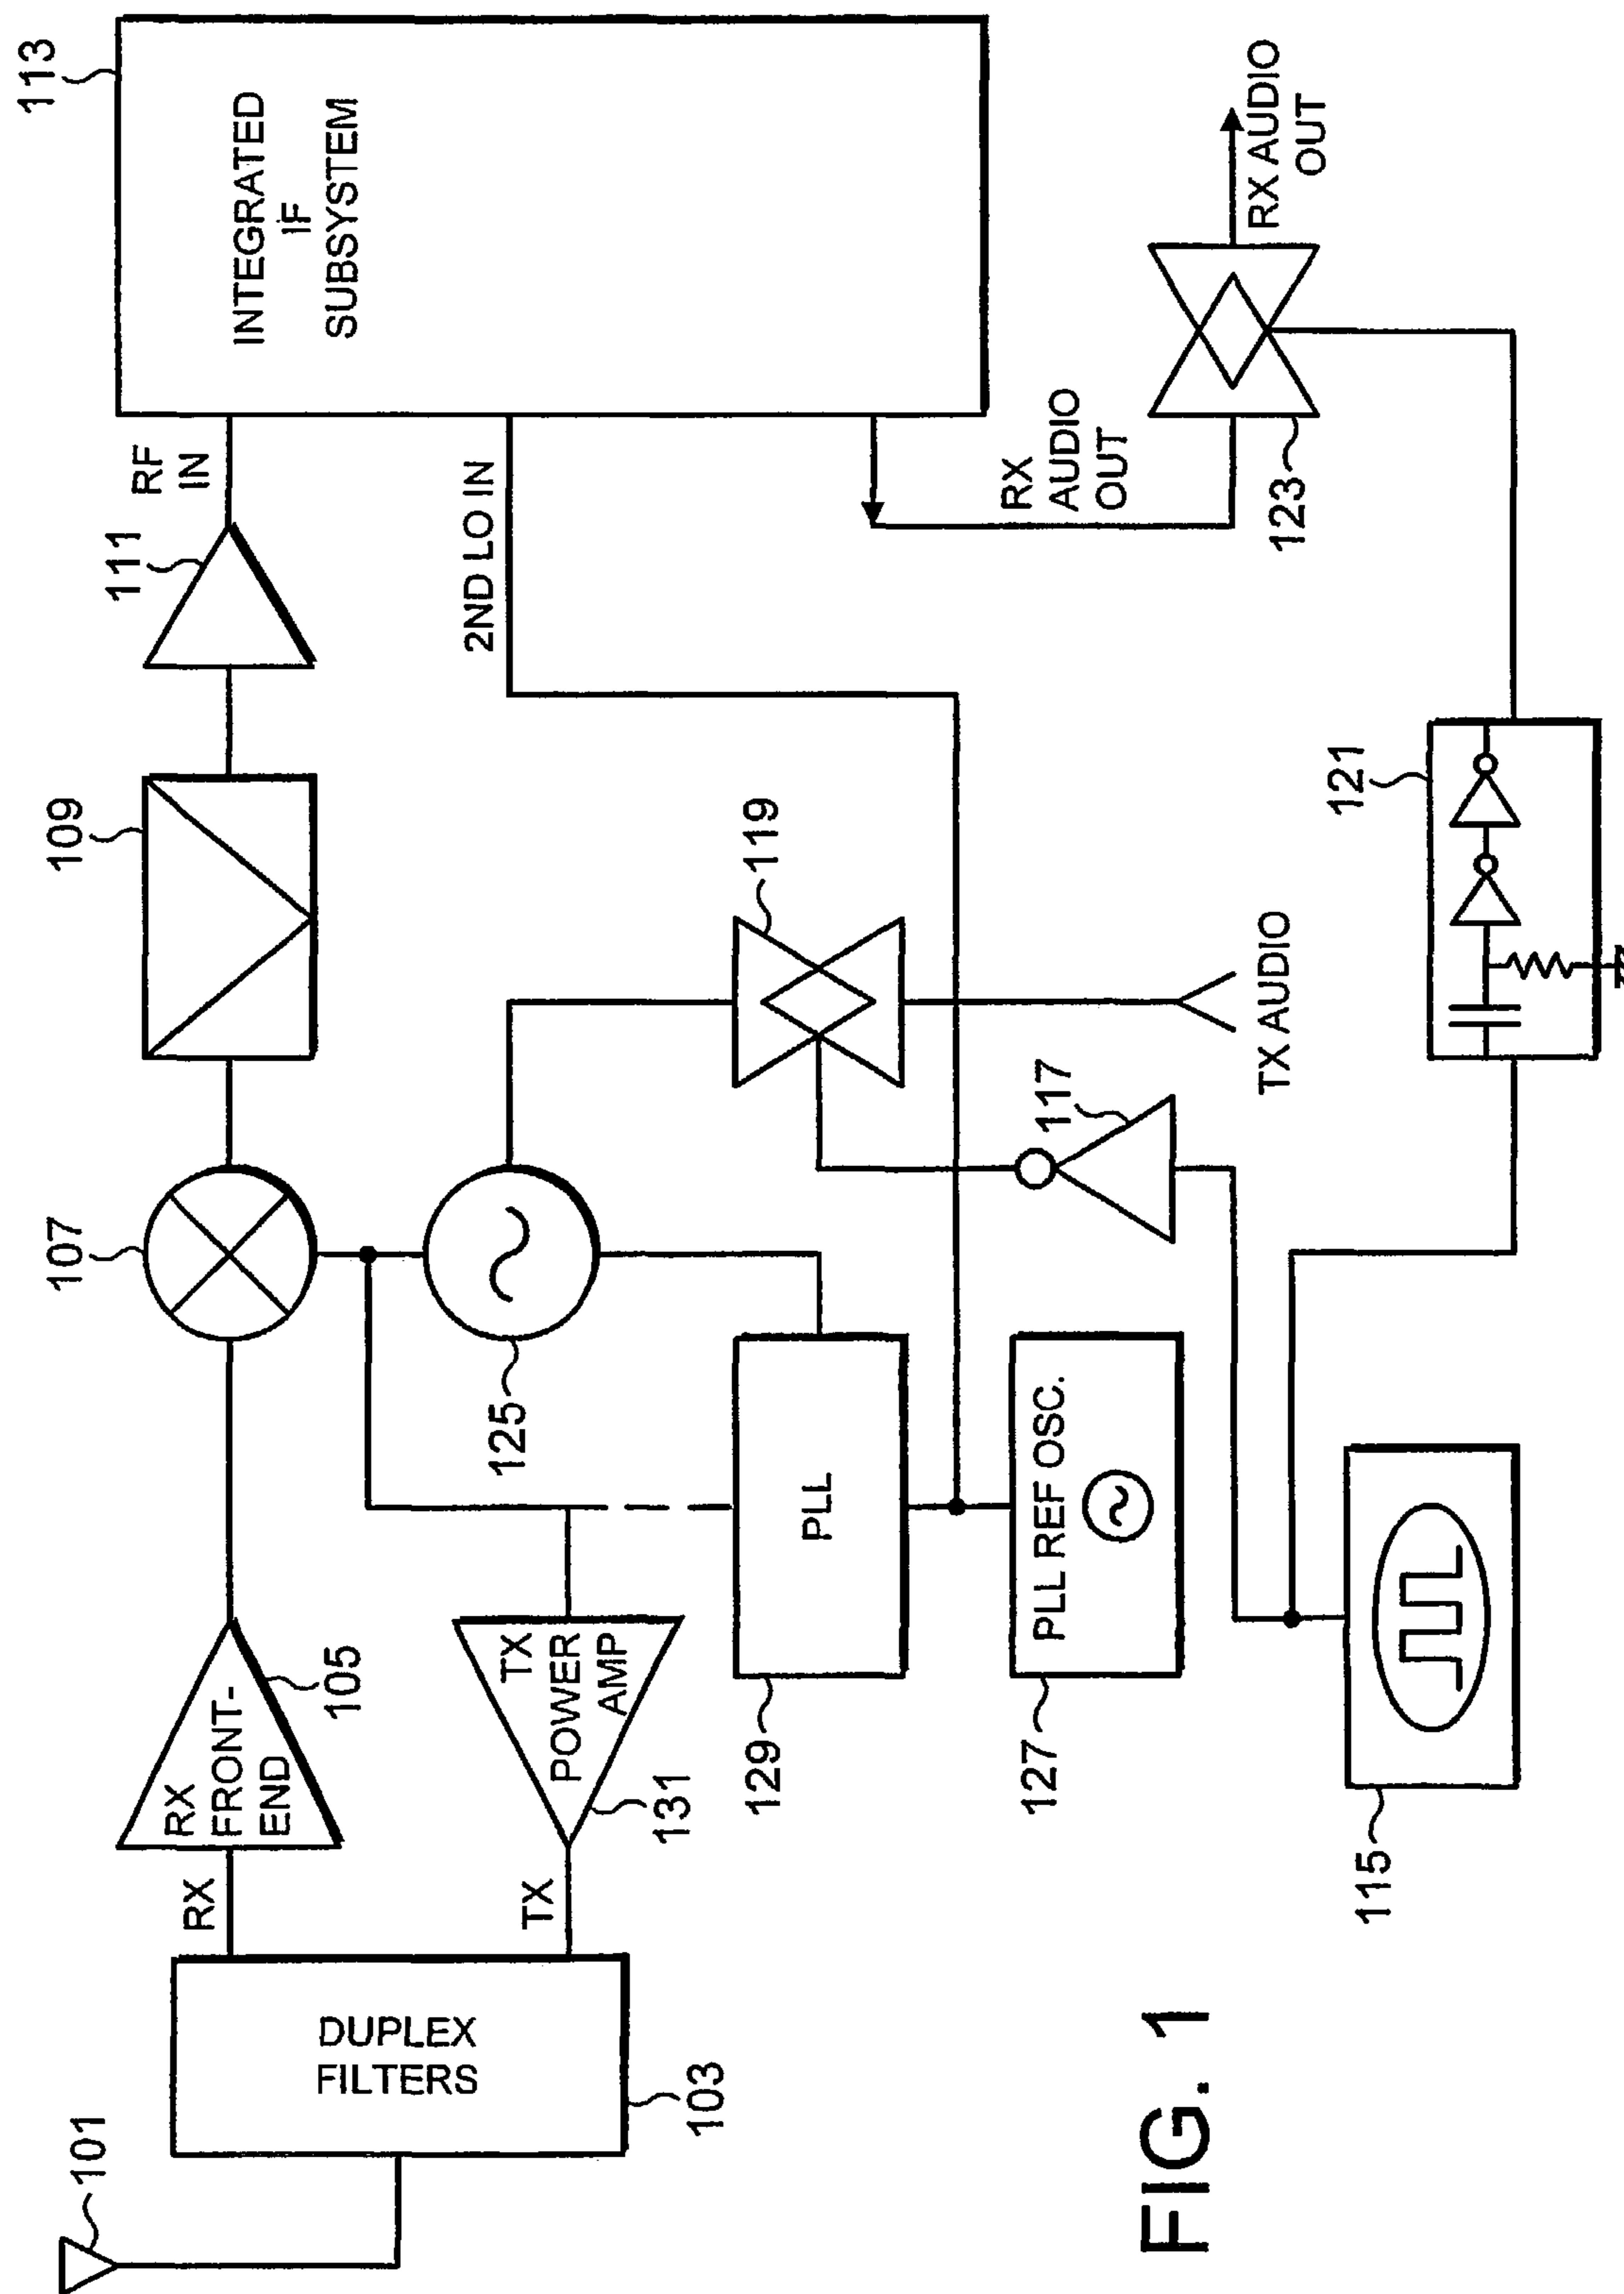 101
DUPLEX
FILTERS
103
RX
RX
FRONT-
END
105
107
109
111
RF
IN
113
INTEGRATED
IF
SUBSYSTEM
2ND LO IN
TX
TX
POWER
AMP
131
125
119
RX
AUDIO
OUT
PLL
129
PLL REF OSC.
127
117
TX AUDIO
123
RX AUDIO
OUT
115
121
FIG. 1